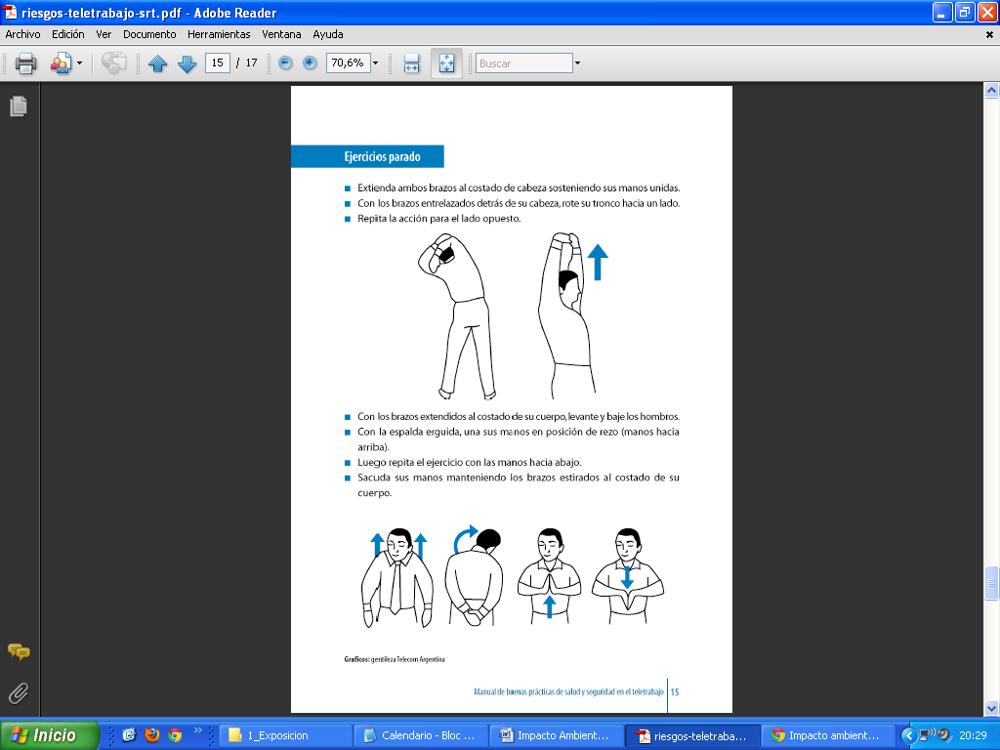 riesgos-teletrabajo-srt.pdf - Adobe Reader
Archivo Edición Ver Documento Herramientas Ventana Ayuda
15 / 17 70,6% Buscar
Ejercicios parado
Extienda ambos brazos al costado de cabeza sosteniendo sus manos unidas.
Con los brazos entrelazados detrás de su cabeza, rote su tronco hacia un lado.
Repita la acción para el lado opuesto.
Con los brazos extendidos al costado de su cuerpo, levante y baje los hombros.
Con la espalda erguida, una sus manos en posición de rezo (manos hacia
arriba).
Luego repita el ejercicio con las manos hacia abajo.
Sacuda sus manos manteniendo los brazos estirados al costado de su
cuerpo.
Graficos: gentileza Telecom Argentina
Manual de buenas prácticas de salud y seguridad en el teletrabajo 15
Inicio 1_Exposicion Calendario - Bloc ... Impacto Ambient... riesgos-teletraba... Impacto ambient... 20:29